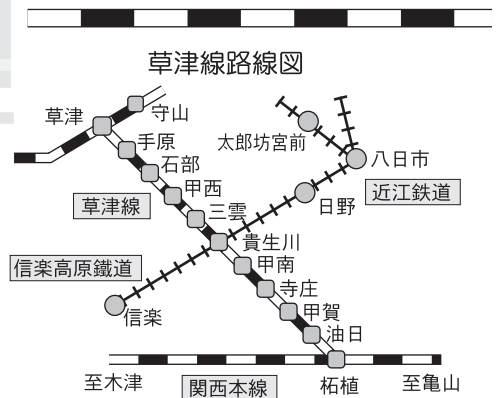 草津線路線図
草津
守山
手原
石部
甲西
三雲
貴生川
甲南
寺庄
甲賀
油日
柘植
草津線
太郎坊宮前
八日市
日野
近江鉄道
信楽高原鐵道
信楽
至木津
関西本線
至亀山